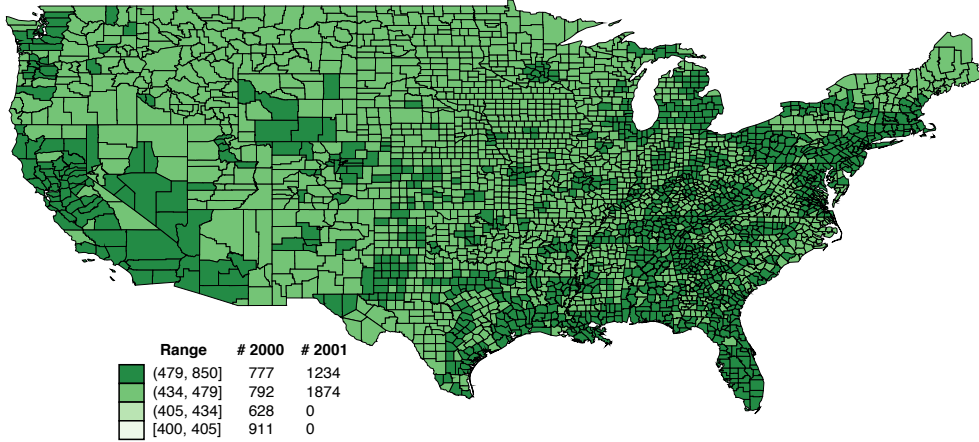 Range # 2000 # 2001
(479, 850] 777 1234
(434, 479] 792 1874
(405, 434] 628 0
[400, 405] 911 0